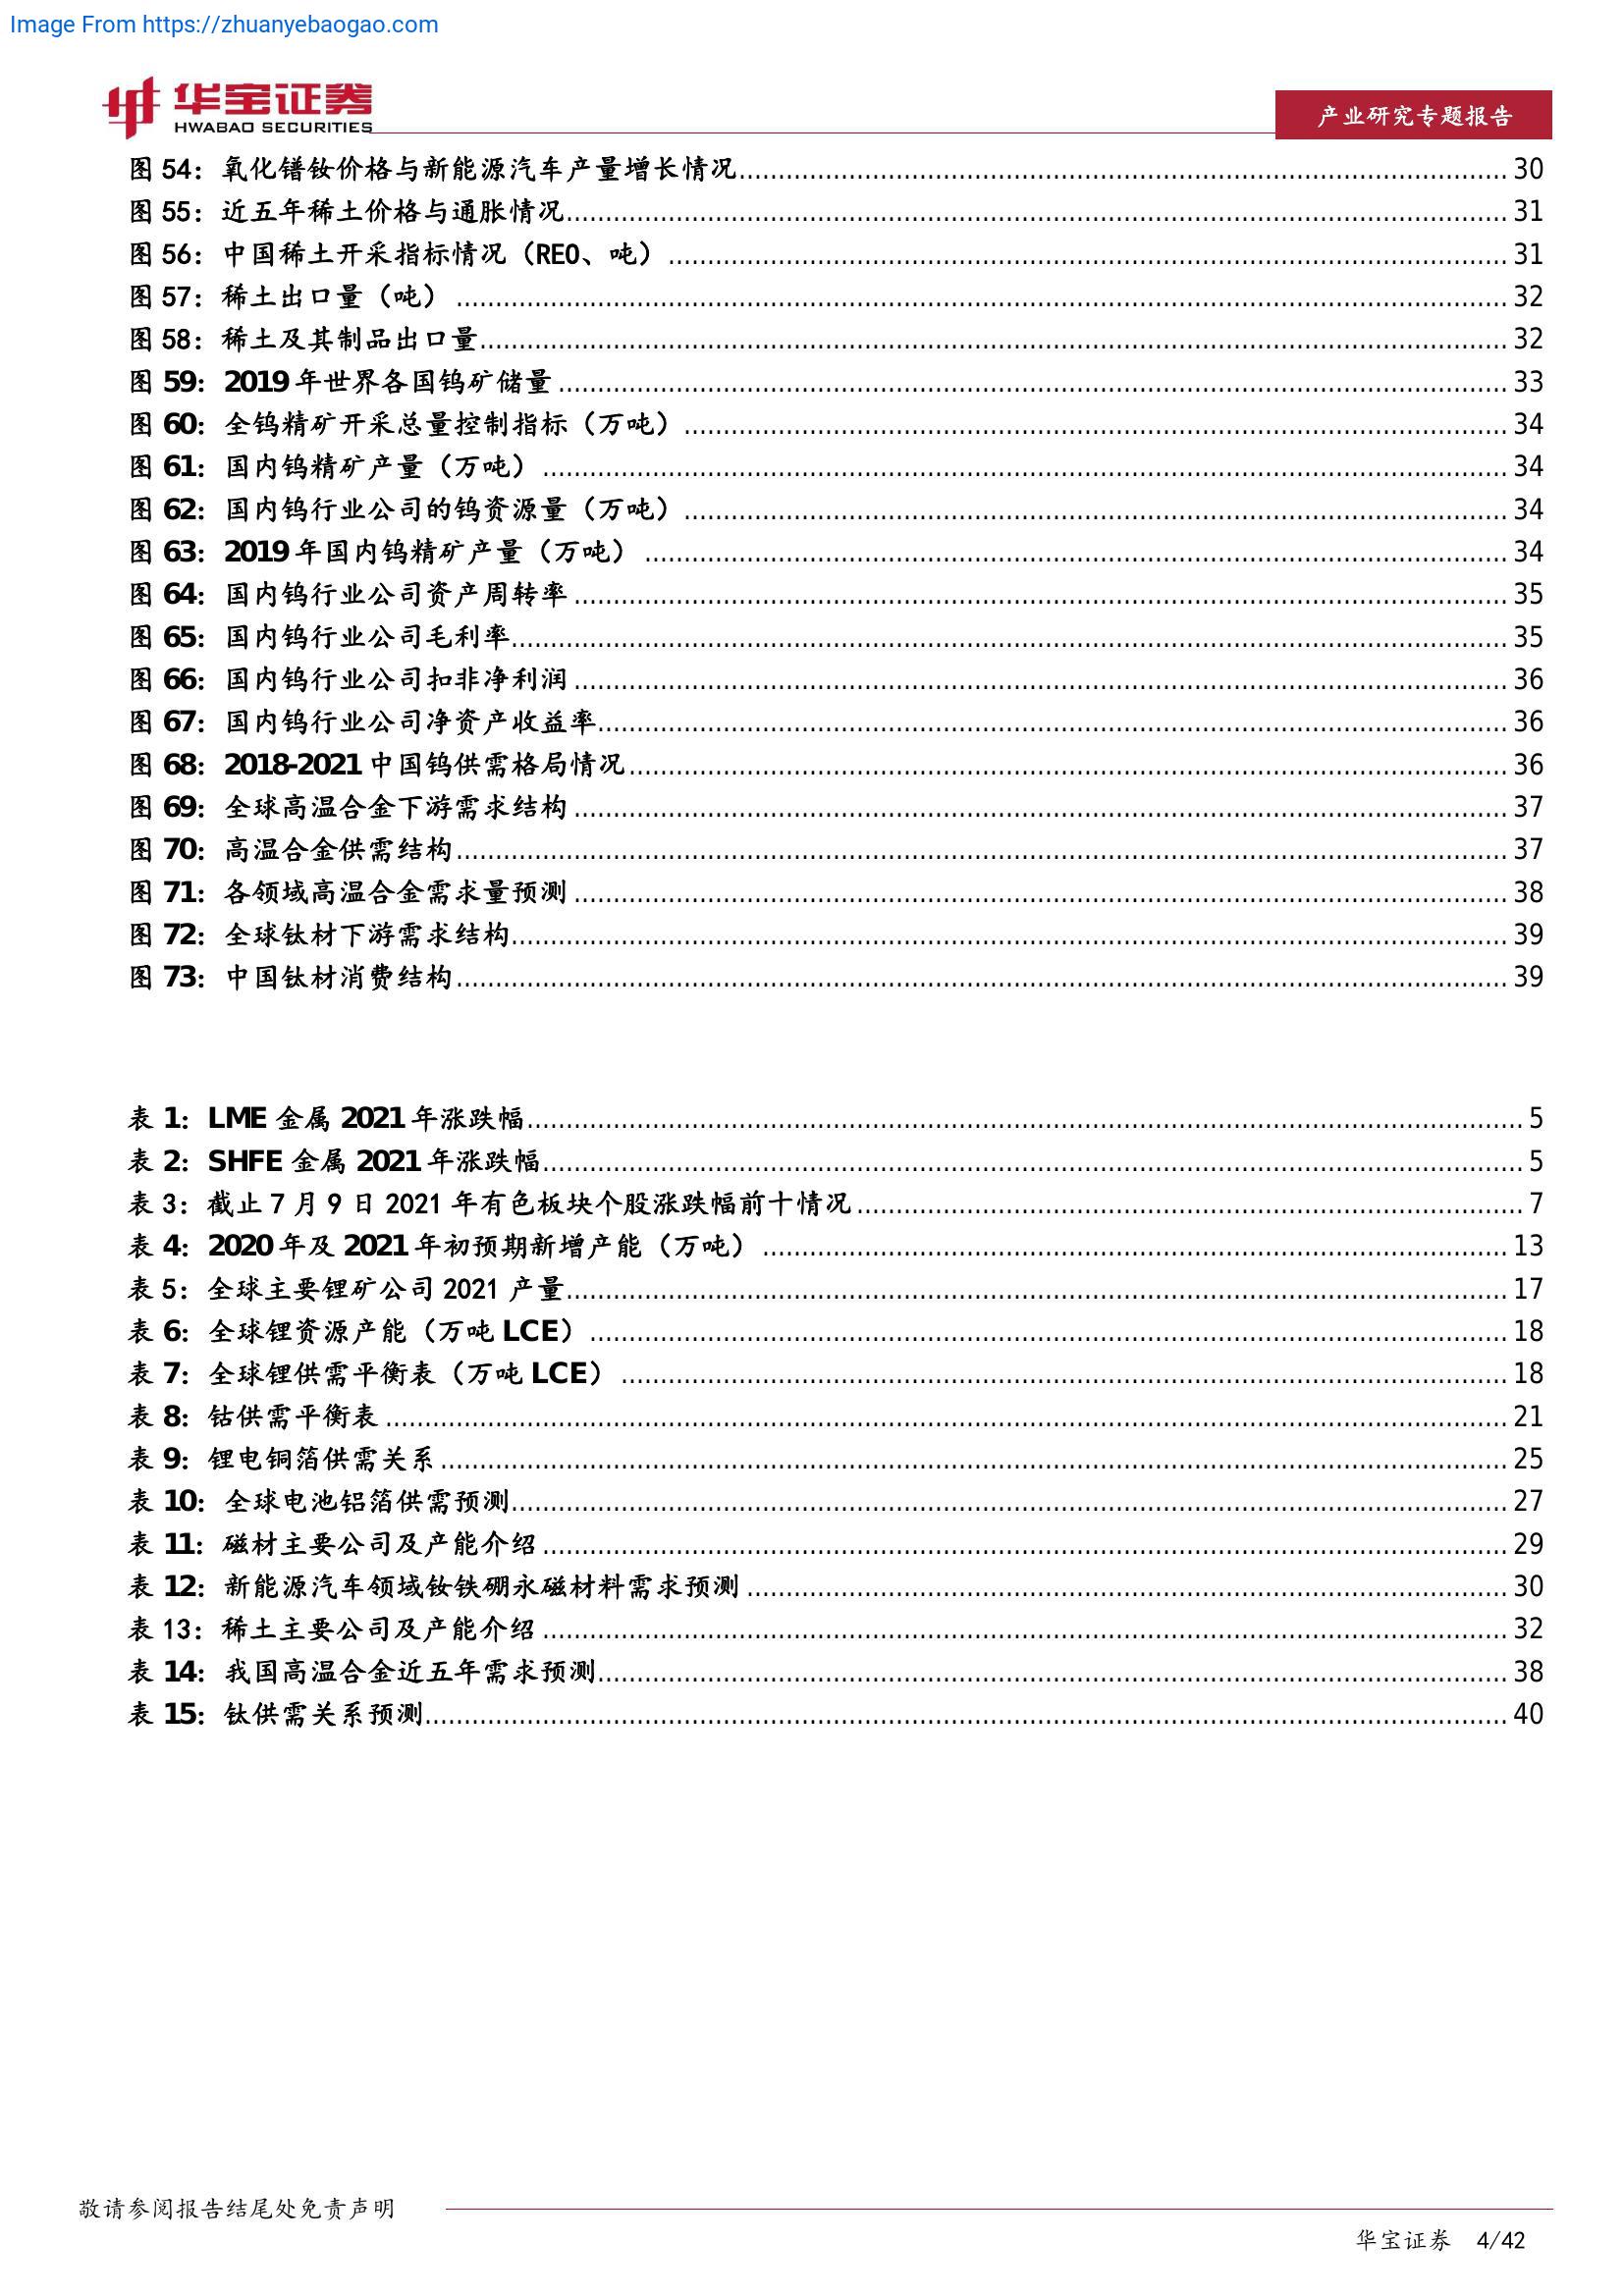 Image From https://zhuanyebaogao.com
华宝证券
HWABAO SECURITIES
产业研究专题报告
图 54：氧化镨钕价格与新能源汽车产量增长情况 30
图 55：近五年稀土价格与通胀情况 31
图 56：中国稀土开采指标情况（REO、吨） 31
图 57：稀土出口量（吨） 32
图 58：稀土及其制品出口量 32
图 59：2019 年世界各国钨矿储量 33
图 60：全钨精矿开采总量控制指标（万吨） 34
图 61：国内钨精矿产量（万吨） 34
图 62：国内钨行业公司的钨资源量（万吨） 34
图 63：2019 年国内钨精矿产量（万吨） 34
图 64：国内钨行业公司资产周转率 35
图 65：国内钨行业公司毛利率 35
图 66：国内钨行业公司扣非净利润 36
图 67：国内钨行业公司净资产收益率 36
图 68：2018-2021 中国钨供需格局情况 36
图 69：全球高温合金下游需求结构 37
图 70：高温合金供需结构 37
图 71：各领域高温合金需求量预测 38
图 72：全球钛材下游需求结构 39
图 73：中国钛材消费结构 39
表 1：LME 金属 2021 年涨跌幅 5
表 2：SHFE 金属 2021 年涨跌幅 5
表 3：截止 7 月 9 日 2021 年有色板块个股涨跌幅前十情况 7
表 4：2020 年及 2021 年初预期新增产能（万吨） 13
表 5：全球主要锂矿公司 2021 产量 17
表 6：全球锂资源产能（万吨 LCE） 18
表 7：全球锂供需平衡表（万吨 LCE） 18
表 8：钴供需平衡表 21
表 9：锂电铜箔供需关系 25
表 10：全球电池铝箔供需预测 27
表 11：磁材主要公司及产能介绍 29
表 12：新能源汽车领域钕铁硼永磁材料需求预测 30
表 13：稀土主要公司及产能介绍 32
表 14：我国高温合金近五年需求预测 38
表 15：钛供需关系预测 40
敬请参阅报告结尾处免责声明
华宝证券 4/42